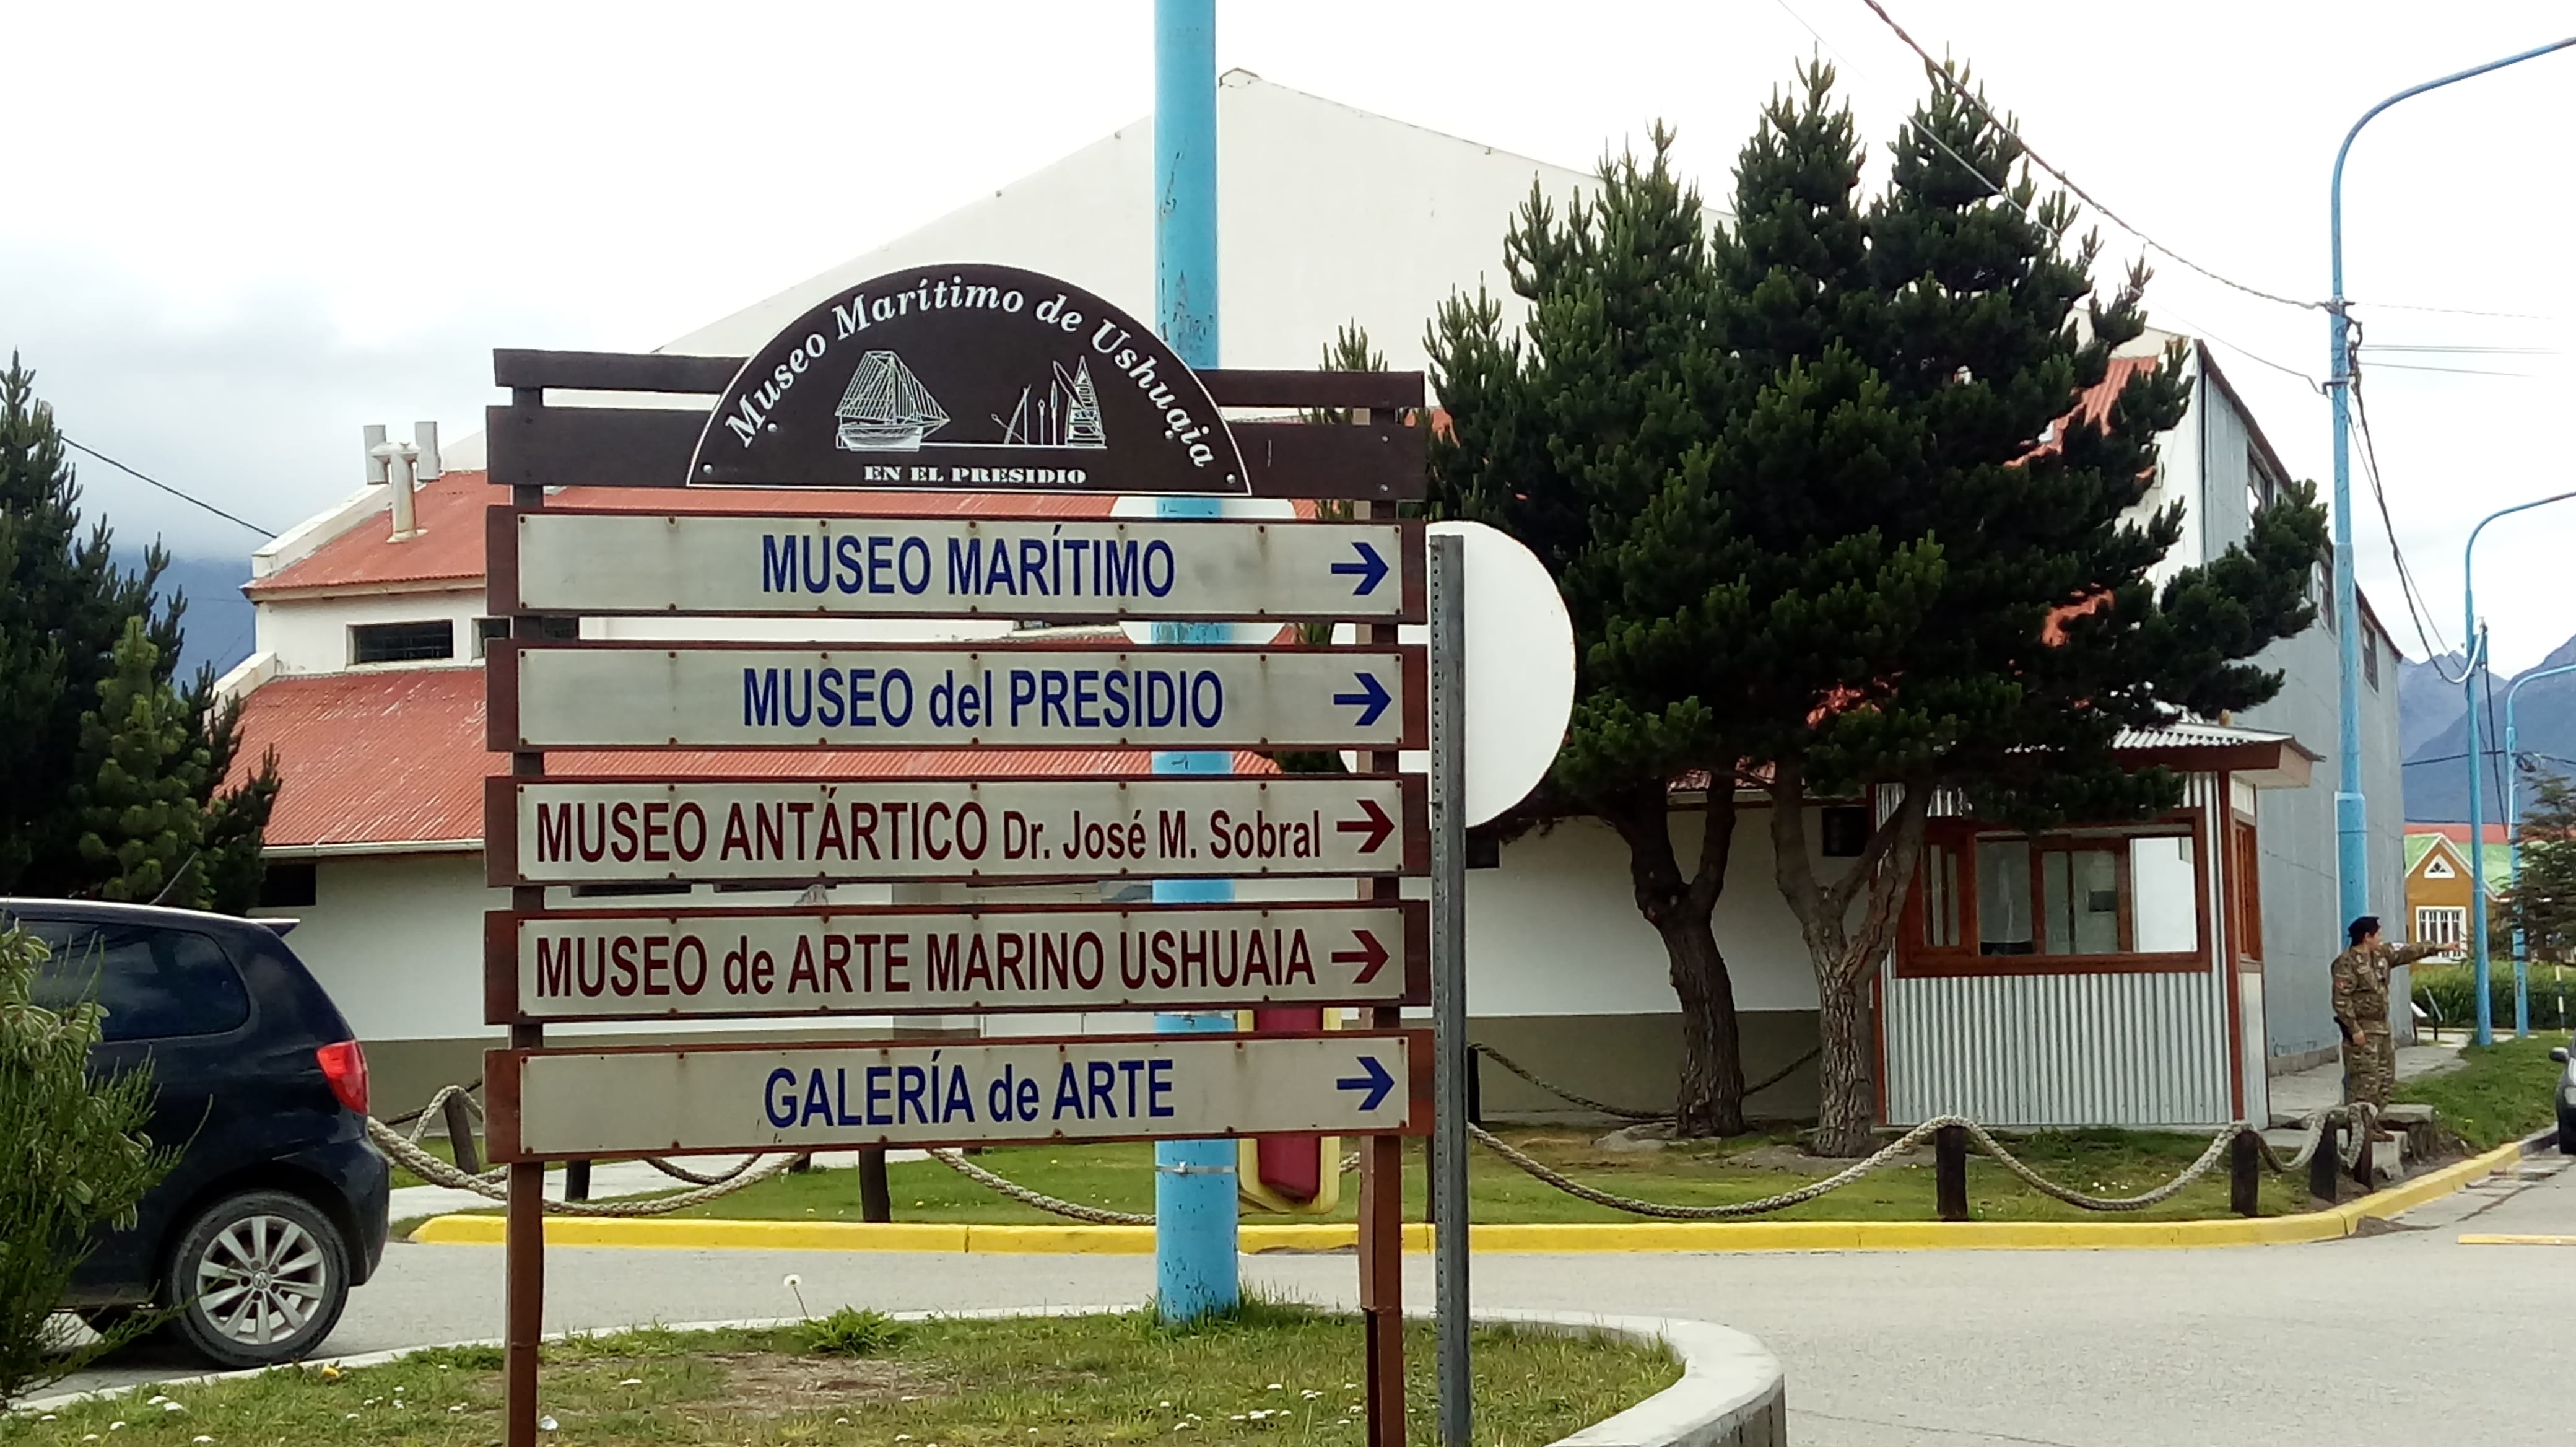 Museo Marítimo de Ushuaia
EN EL PRESIDIO
MUSEO MARÍTIMO →
MUSEO del PRESIDIO →
MUSEO ANTÁRTICO Dr. José M. Sobral →
MUSEO de ARTE MARINO USHUAIA →
GALERÍA de ARTE →